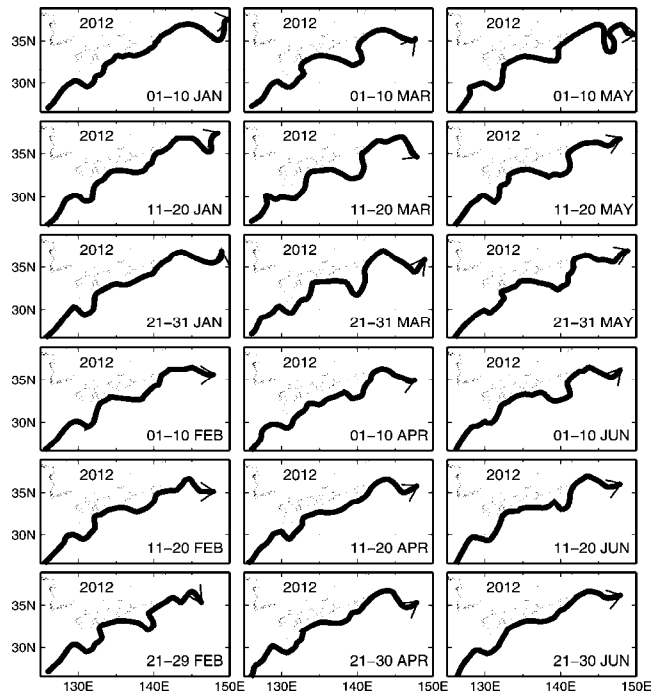 35N 2012 2012 2012
30N
01–10 JAN 01–10 MAR 01–10 MAY
35N 2012 2012 2012
30N
11–20 JAN 11–20 MAR 11–20 MAY
35N 2012 2012 2012
30N
21–31 JAN 21–31 MAR 21–31 MAY
35N 2012 2012 2012
30N
01–10 FEB 01–10 APR 01–10 JUN
35N 2012 2012 2012
30N
11–20 FEB 11–20 APR 11–20 JUN
35N 2012 2012 2012
30N
21–29 FEB 21–30 APR 21–30 JUN
130E 140E 150E 130E 140E 150E 130E 140E 150E